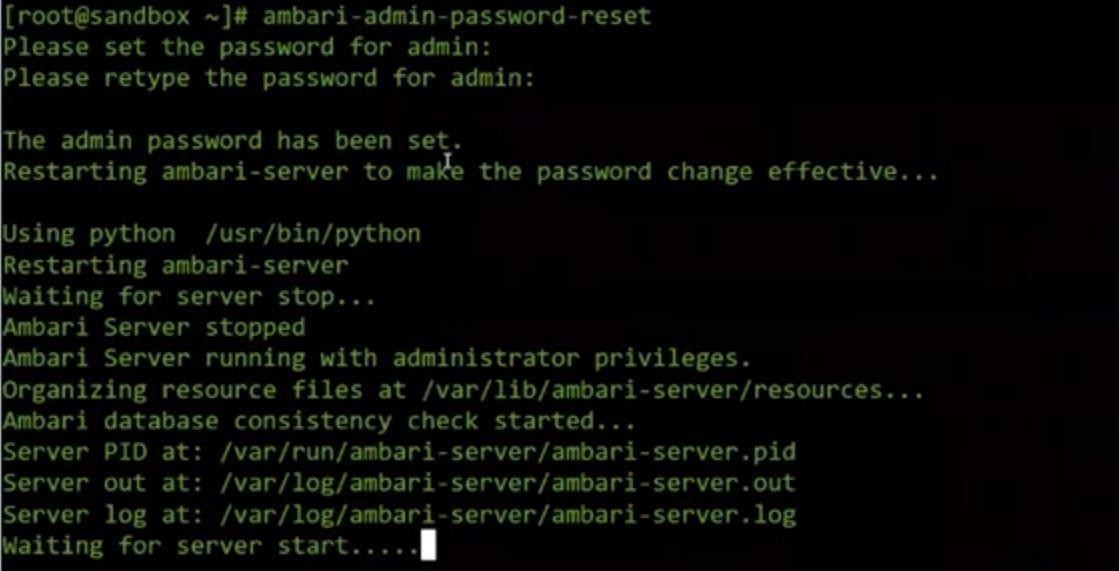 [root@sandbox ~]# ambari-admin-password-reset
Please set the password for admin:
Please retype the password for admin:
The admin password has been set.
Restarting ambari-server to make the password change effective...
Using python  /usr/bin/python
Restarting ambari-server
Waiting for server stop...
Ambari Server stopped
Ambari Server running with administrator privileges.
Organizing resource files at /var/lib/ambari-server/resources...
Ambari database consistency check started...
Server PID at: /var/run/ambari-server/ambari-server.pid
Server out at: /var/log/ambari-server/ambari-server.out
Server log at: /var/log/ambari-server/ambari-server.log
Waiting for server start.....